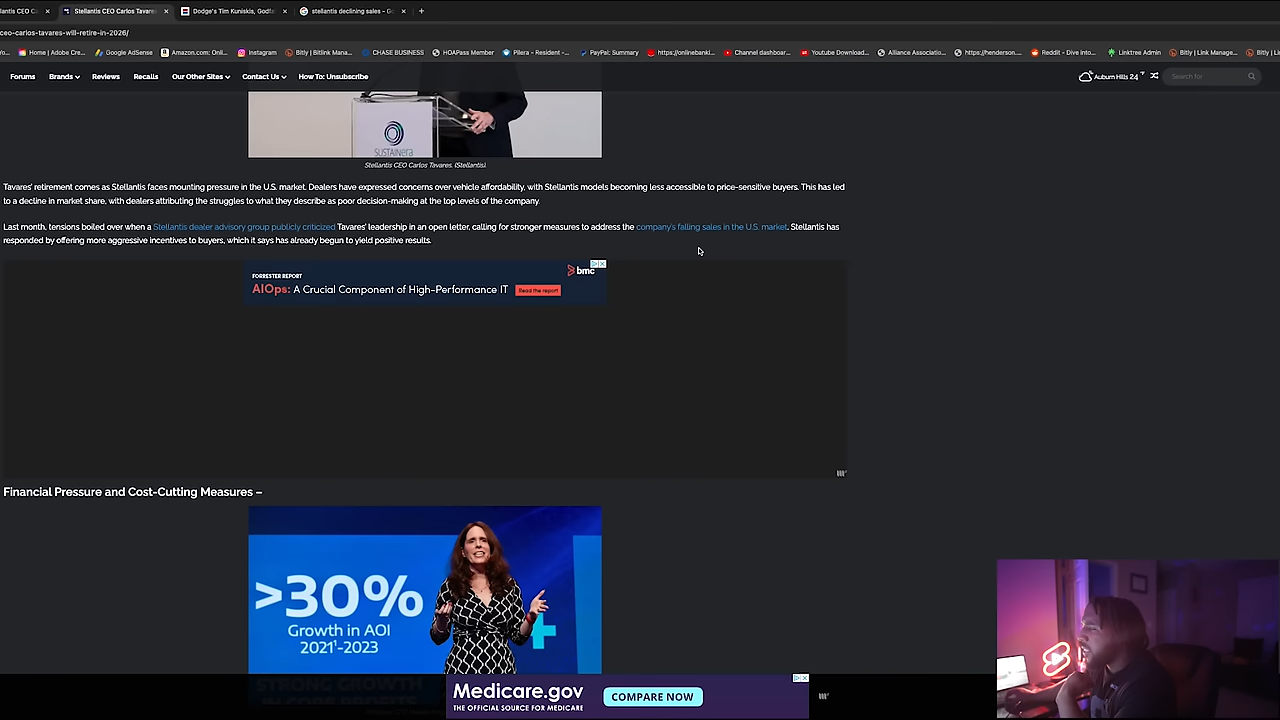 Stellantis CEO Carlos Tavares
Dodge's Tim Kuniskis, Godfa
stellantis declining sales - G
ceo-carlos-tavares-will-retire-in-2026/
Home | Adobe Cre...
Google AdSense
Amazon.com: Onli...
Instagram
Bitly | Bitlink Mana...
CHASE BUSINESS
HOAPass Member
Pilera - Resident -...
PayPal: Summary
https://onlinebanki...
Channel dashboar...
Youtube Download...
Alliance Associatio...
https://henderson....
Reddit - Dive into...
Linktree Admin
Bitly | Link Manage...
Bitly | Li
Forums
Brands
Reviews
Recalls
Our Other Sites
Contact Us
How To: Unsubscribe
Auburn Hills 24
Search for
SUSTAINera
Stellantis CEO Carlos Tavares. (Stellantis).
Tavares' retirement comes as Stellantis faces mounting pressure in the U.S. market. Dealers have expressed concerns over vehicle affordability, with Stellantis models becoming less accessible to price-sensitive buyers. This has led
to a decline in market share, with dealers attributing the struggles to what they describe as poor decision-making at the top levels of the company.
Last month, tensions boiled over when a Stellantis dealer advisory group publicly criticized Tavares' leadership in an open letter, calling for stronger measures to address the company's falling sales in the U.S. market. Stellantis has
responded by offering more aggressive incentives to buyers, which it says has already begun to yield positive results.
FORRESTER REPORT
AIOps: A Crucial Component of High-Performance IT
Read the report
bmc
Financial Pressure and Cost-Cutting Measures –
>30%
Growth in AOI
2021¹-2023
STRONG GROWTH
Medicare.gov
THE OFFICIAL SOURCE FOR MEDICARE
COMPARE NOW